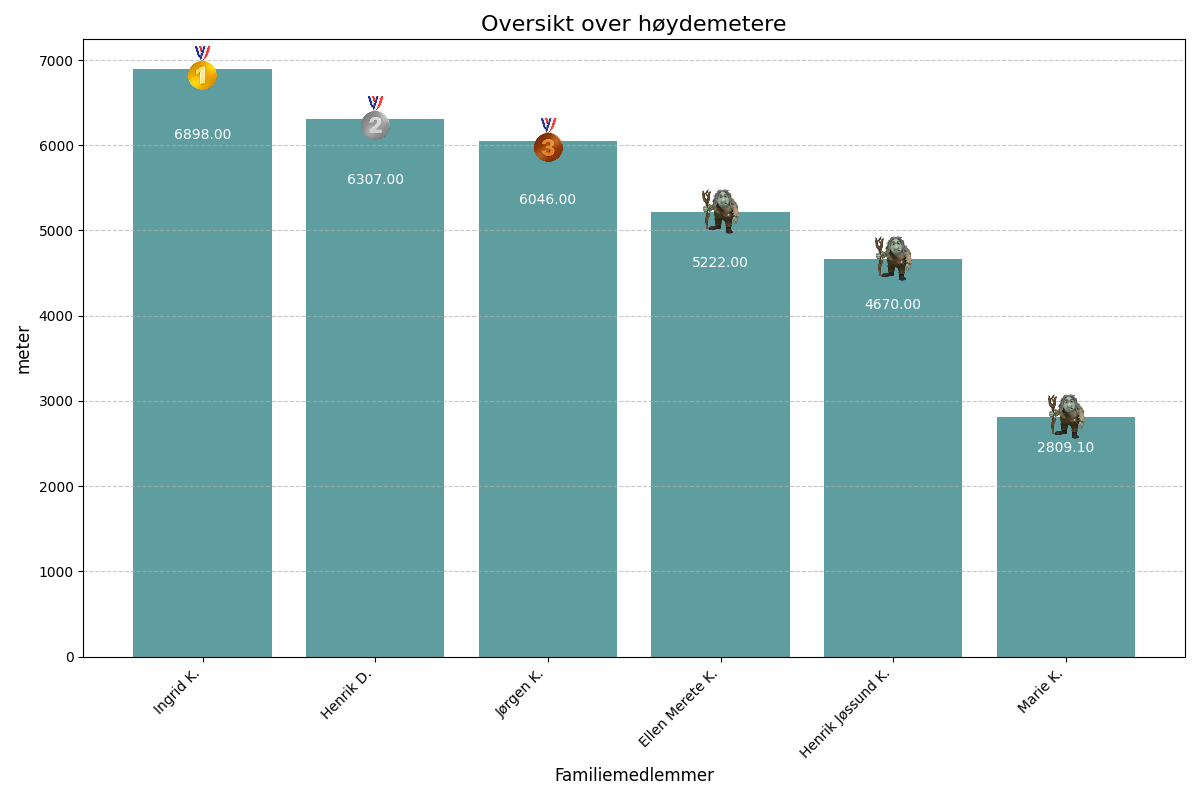 Oversikt over høydemetere
meter
7000
6000
5000
4000
3000
2000
1000
0
1
2
3
6898.00
6307.00
6046.00
5222.00
4670.00
2809.10
Ingrid K.
Henrik D.
Jørgen K.
Ellen Merete K.
Henrik Jøssund K.
Marie K.
Familiemedlemmer